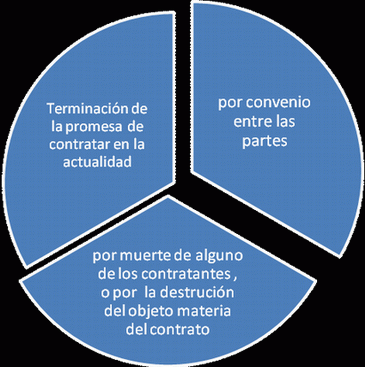 Terminación de
la promesa de
contratar en la
actualidad
por convenio
entre las
partes
por muerte de alguno
de los contratantes ,
o por la destrución
del objeto materia
del contrato